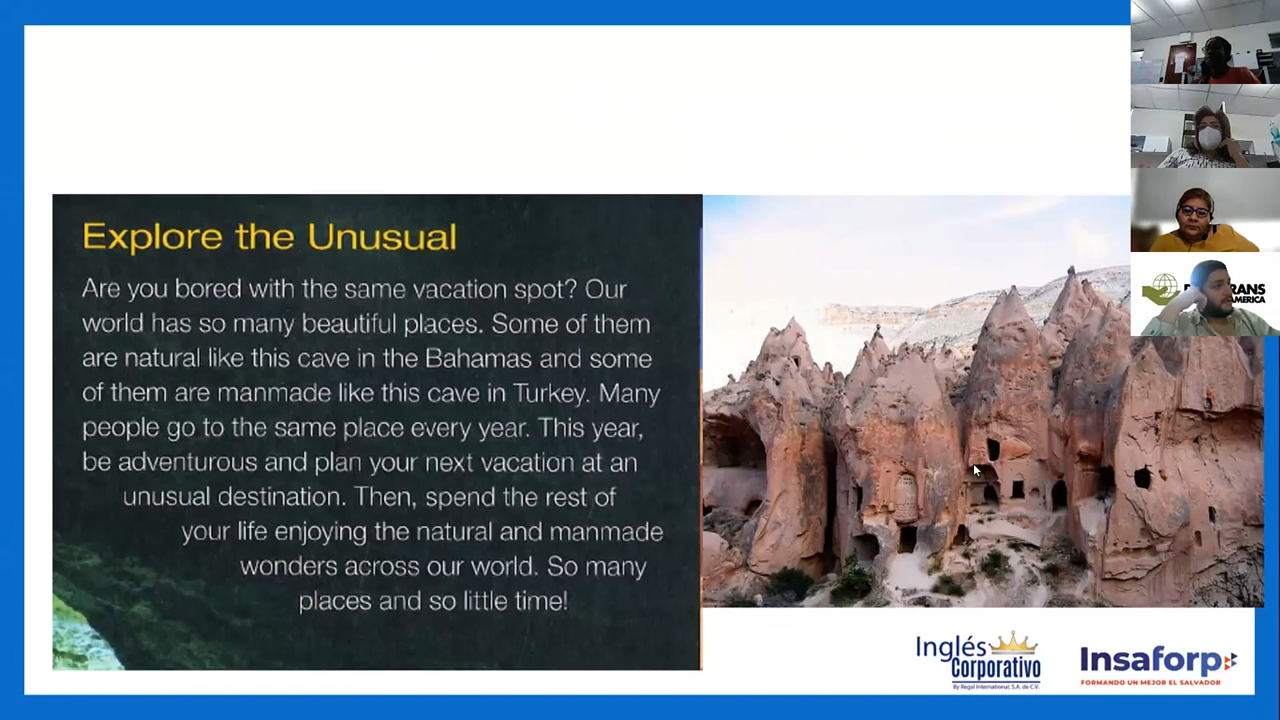 Explore the Unusual
Are you bored with the same vacation spot? Our
world has so many beautiful places. Some of them
are natural like this cave in the Bahamas and some
of them are manmade like this cave in Turkey. Many
people go to the same place every year. This year,
be adventurous and plan your next vacation at an
unusual destination. Then, spend the rest of
your life enjoying the natural and manmade
wonders across our world. So many
places and so little time!
RANS
AMERICA
Inglés
Corporativo
By Regal International, S.A. de C.V.
Insaforp
FORMANDO UN MEJOR EL SALVADOR